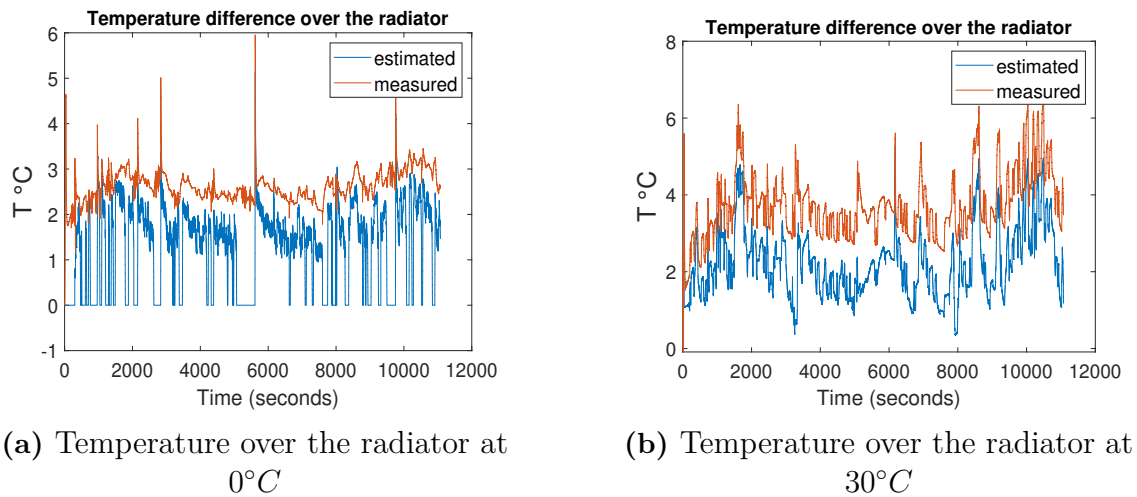 Temperature difference over the radiator
6
5
4
3
2
1
0
-1
T °C
estimated
measured
0 2000 4000 6000 8000 10000 12000
Time (seconds)
(a) Temperature over the radiator at
0°C
Temperature difference over the radiator
8
6
4
2
0
T °C
estimated
measured
0 2000 4000 6000 8000 10000 12000
Time (seconds)
(b) Temperature over the radiator at
30°C